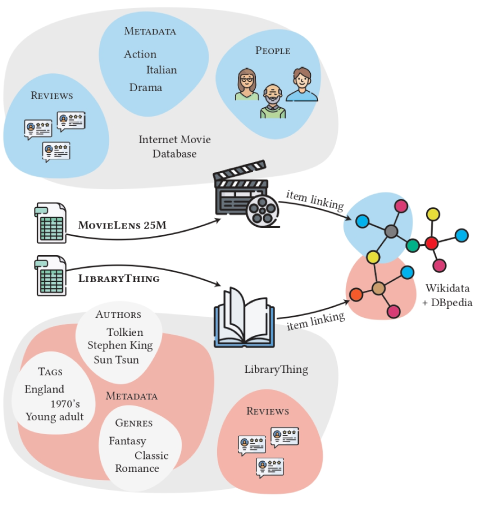 METADATA
Action
Italian
Drama
PEOPLE
REVIEWS
Internet Movie
Database
MOVIELENS 25M
item linking
LIBRARYTHING
item linking
Wikidata
+ DBpedia
AUTHORS
Tolkien
Stephen King
Sun Tsun
TAGS
England
1970's
Young adult
METADATA
GENRES
Fantasy
Classic
Romance
LibraryThing
REVIEWS